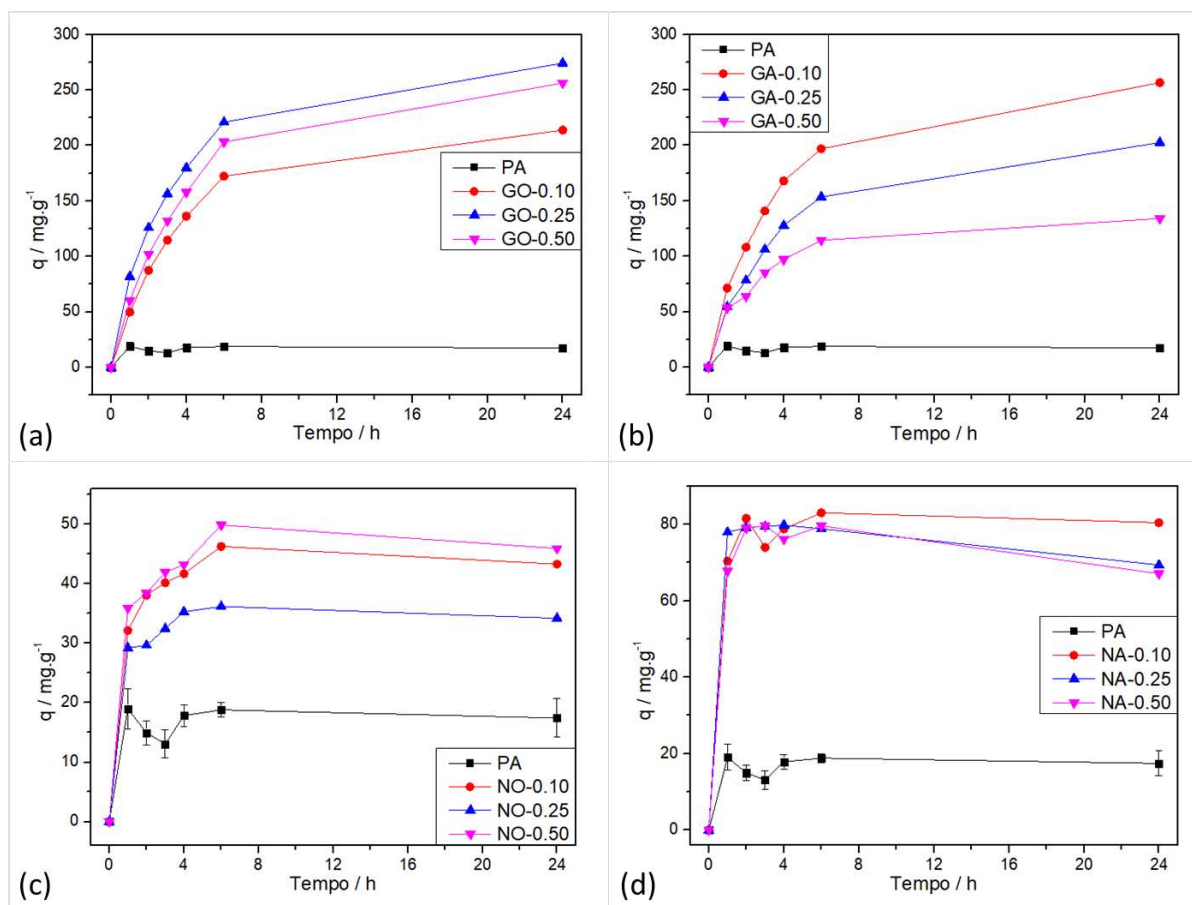 300
250
200
150
100
50
0
q / mg.g⁻¹
PA
GO-0.10
GO-0.25
GO-0.50
0 4 8 12 16 20 24
Tempo / h
(a)
300
250
200
150
100
50
0
q / mg.g⁻¹
PA
GA-0.10
GA-0.25
GA-0.50
0 4 8 12 16 20 24
Tempo / h
(b)
50
40
30
20
10
0
q / mg.g⁻¹
PA
NO-0.10
NO-0.25
NO-0.50
0 4 8 12 16 20 24
Tempo / h
(c)
80
60
40
20
0
q / mg.g⁻¹
PA
NA-0.10
NA-0.25
NA-0.50
0 4 8 12 16 20 24
Tempo / h
(d)